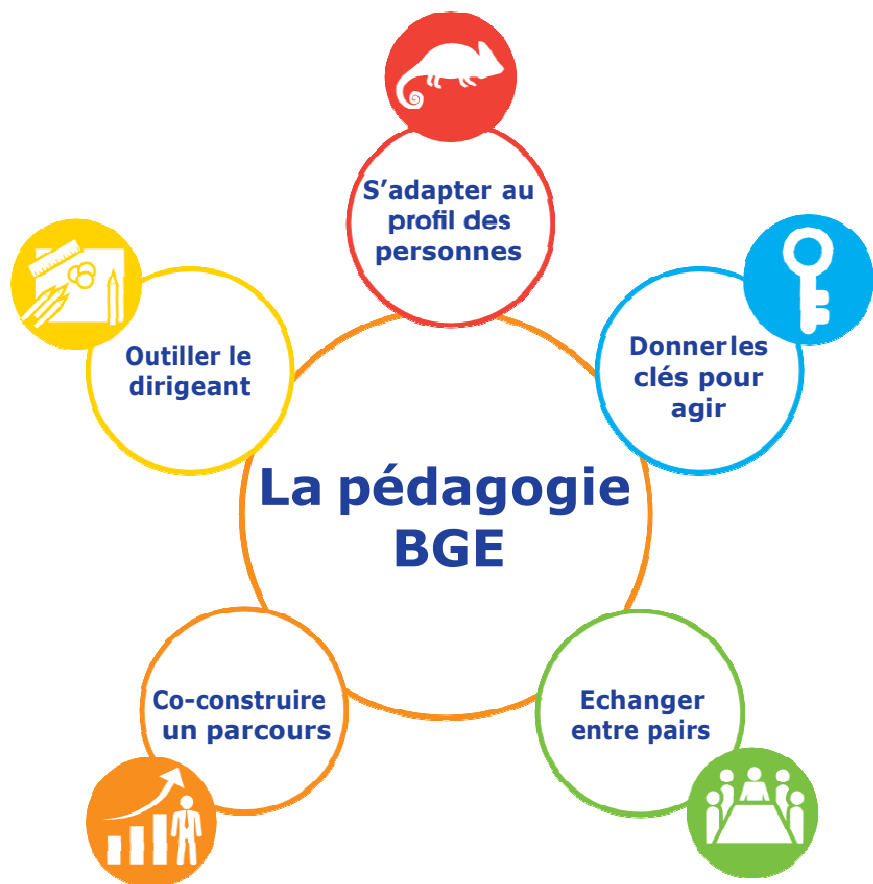 S’adapter au
profil des
personnes
Donner les
clés pour
agir
Outiller le
dirigeant
La pédagogie
BGE
Co-construire
un parcours
Echanger
entre pairs